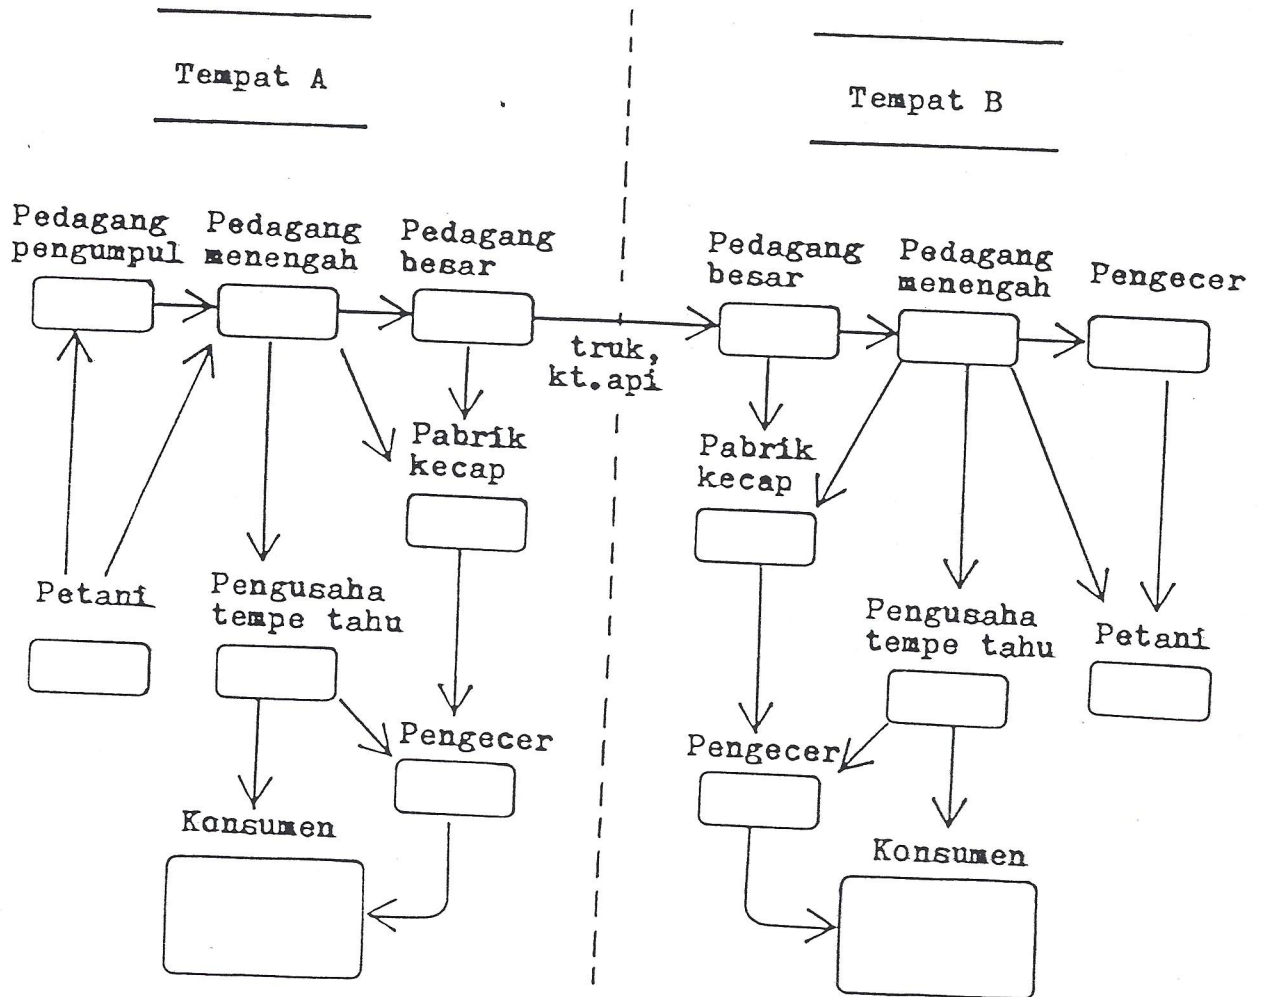 Tempat A
Tempat B
Pedagang
pengumpul
Pedagang
menengah
Pedagang
besar
Pedagang
besar
Pedagang
menengah
Pengecer
truk,
kt.api
Pabrik
kecap
Pabrik
kecap
Petani
Pengusaha
tempe tahu
Pengusaha
tempe tahu
Petani
Pengecer
Pengecer
Konsumen
Konsumen